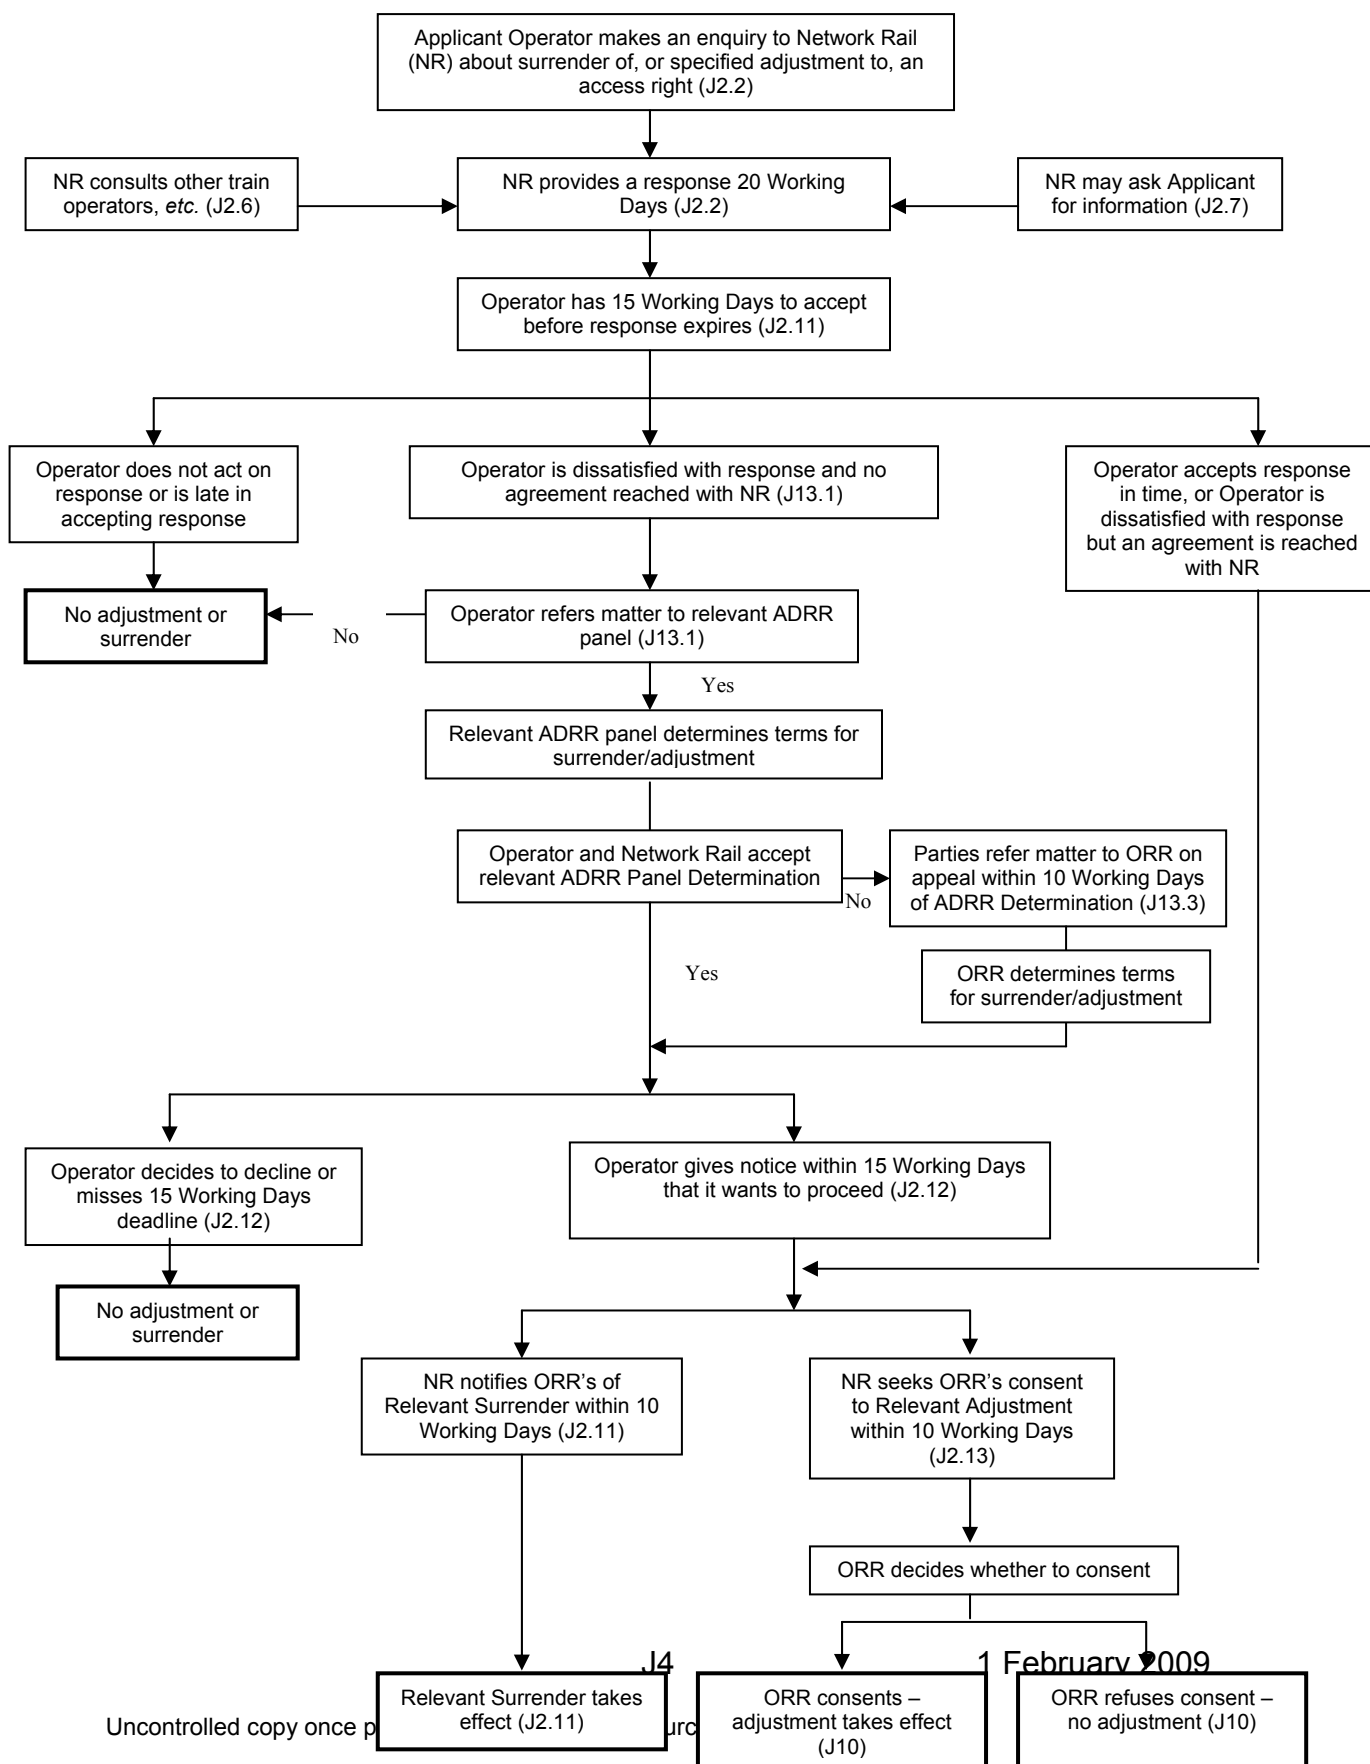 Applicant Operator makes an enquiry to Network Rail
(NR) about surrender of, or specified adjustment to, an
access right (J2.2)
NR consults other train
operators, etc. (J2.6)
NR provides a response 20 Working
Days (J2.2)
NR may ask Applicant
for information (J2.7)
Operator has 15 Working Days to accept
before response expires (J2.11)
Operator does not act on
response or is late in
accepting response
Operator is dissatisfied with response and no
agreement reached with NR (J13.1)
Operator accepts response
in time, or Operator is
dissatisfied with response
but an agreement is reached
with NR
No adjustment or
surrender
No
Operator refers matter to relevant ADRR
panel (J13.1)
Yes
Relevant ADRR panel determines terms for
surrender/adjustment
Operator and Network Rail accept
relevant ADRR Panel Determination
No
Parties refer matter to ORR on
appeal within 10 Working Days
of ADRR Determination (J13.3)
Yes
ORR determines terms
for surrender/adjustment
Operator decides to decline or
misses 15 Working Days
deadline (J2.12)
Operator gives notice within 15 Working Days
that it wants to proceed (J2.12)
No adjustment or
surrender
NR notifies ORR's of
Relevant Surrender within 10
Working Days (J2.11)
NR seeks ORR's consent
to Relevant Adjustment
within 10 Working Days
(J2.13)
ORR decides whether to consent
J4
1 February 2009
Relevant Surrender takes
effect (J2.11)
ORR consents –
adjustment takes effect
(J10)
ORR refuses consent –
no adjustment (J10)
Uncontrolled copy once